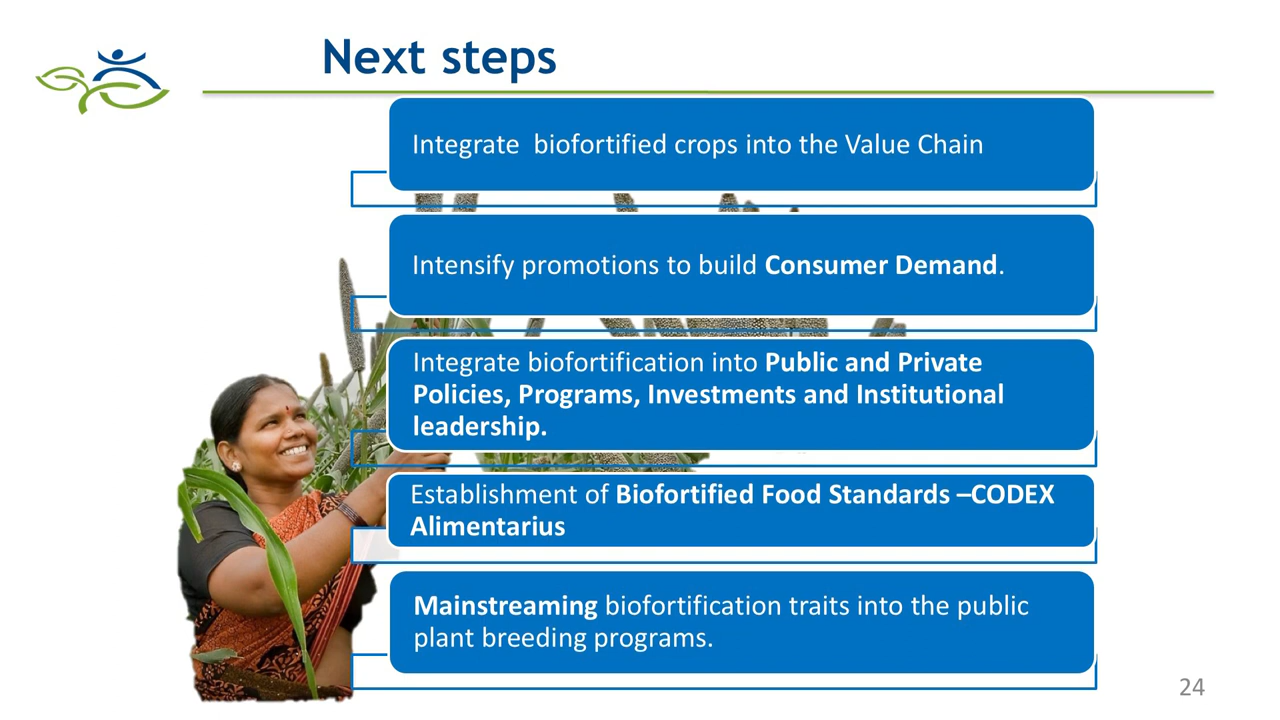 Next steps
Integrate  biofortified crops into the Value Chain
Intensify promotions to build Consumer Demand.
Integrate biofortification into Public and Private
Policies, Programs, Investments and Institutional
leadership.
Establishment of Biofortified Food Standards –CODEX
Alimentarius
Mainstreaming biofortification traits into the public
plant breeding programs.
24